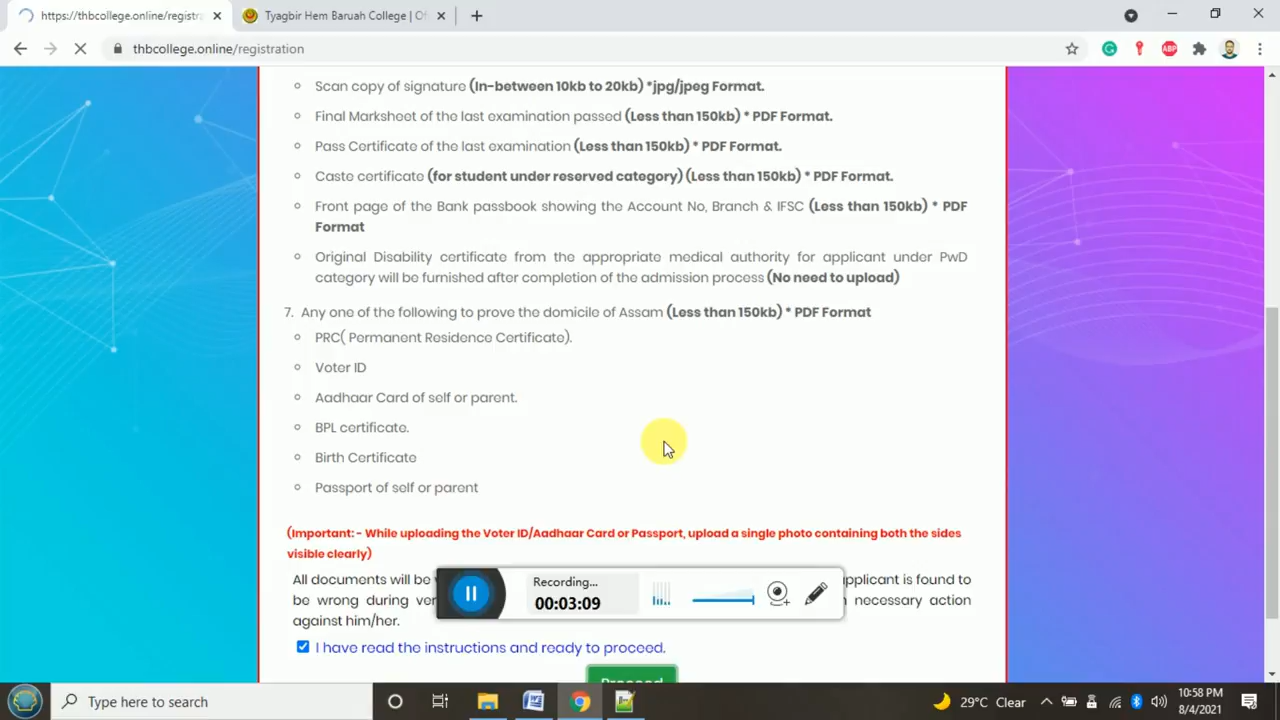 https://thbcollege.online/registr
Tyagbir Hem Baruah College | Of
thbcollege.online/registration
ABP
Scan copy of signature (In-between 10kb to 20kb) *jpg/jpeg Format.
Final Marksheet of the last examination passed (Less than 150kb) * PDF Format.
Pass Certificate of the last examination (Less than 150kb) * PDF Format.
Caste certificate (for student under reserved category) (Less than 150kb) * PDF Format.
Front page of the Bank passbook showing the Account No, Branch & IFSC (Less than 150kb) * PDF
Format
Original Disability certificate from the appropriate medical authority for applicant under PwD
category will be furnished after completion of the admission process (No need to upload)
7. Any one of the following to prove the domicile of Assam (Less than 150kb) * PDF Format
PRC( Permanent Residence Certificate).
Voter ID
Aadhaar Card of self or parent.
BPL certificate.
Birth Certificate
Passport of self or parent
(Important: - While uploading the Voter ID/Aadhaar Card or Passport, upload a single photo containing both the sides
visible clearly)
All documents will be applicant is found to
be wrong during necessary action
against him/her.
Recording...
00:03:09
I have read the instructions and ready to proceed.
Proceed
Type here to search
29°C Clear
10:58 PM
8/4/2021